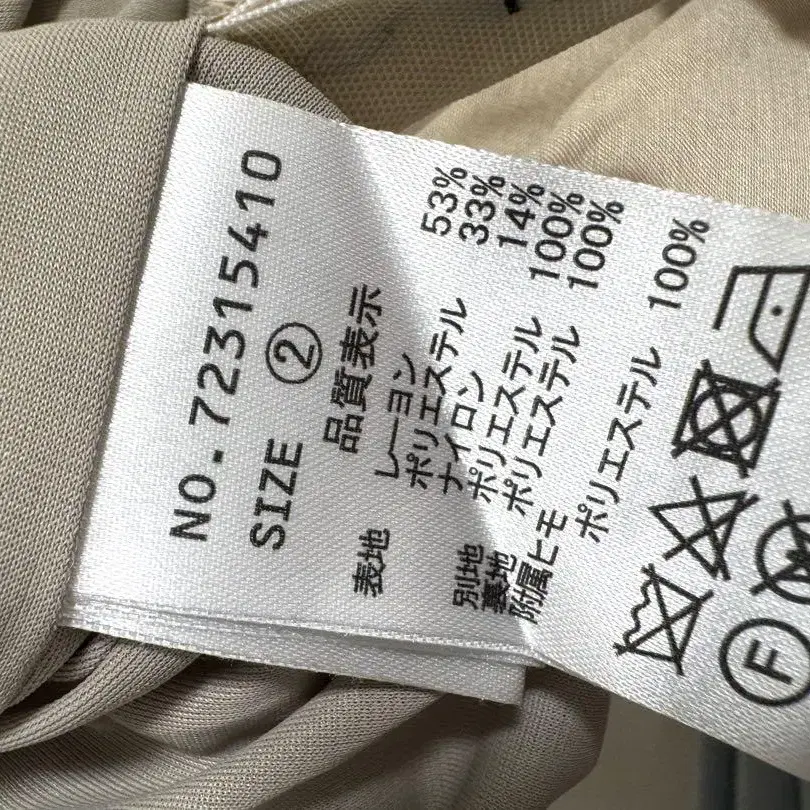 NO.72315410
SIZE ②
品質表示
表地 レーヨン 53%
ポリエステル 33%
ナイロン 14%
別地 ポリエステル 100%
裏地 ポリエステル 100%
附属ヒモ
ポリエステル 100%
F W